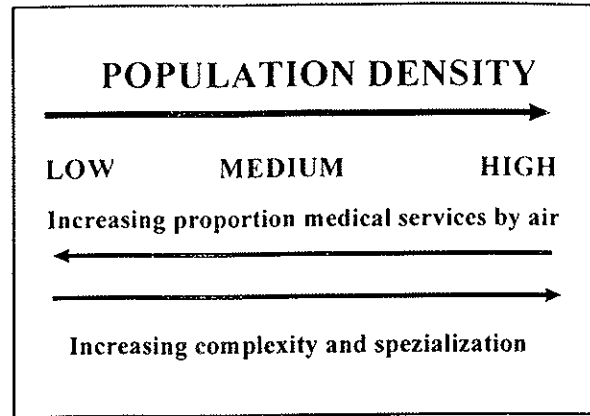 POPULATION DENSITY
LOW MEDIUM HIGH
Increasing proportion medical services by air
Increasing complexity and spezialization